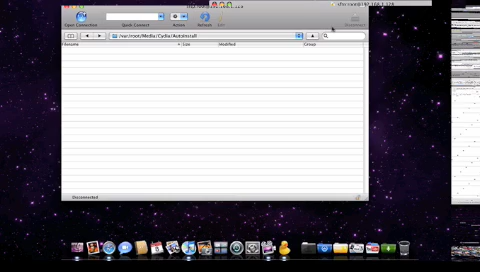 Open Connection
Quick Connect
Action
Refresh
Edit
Disconnect
/var/root/Media/Cydia/AutoInstall
Filename
Size
Modified
Group
Disconnected